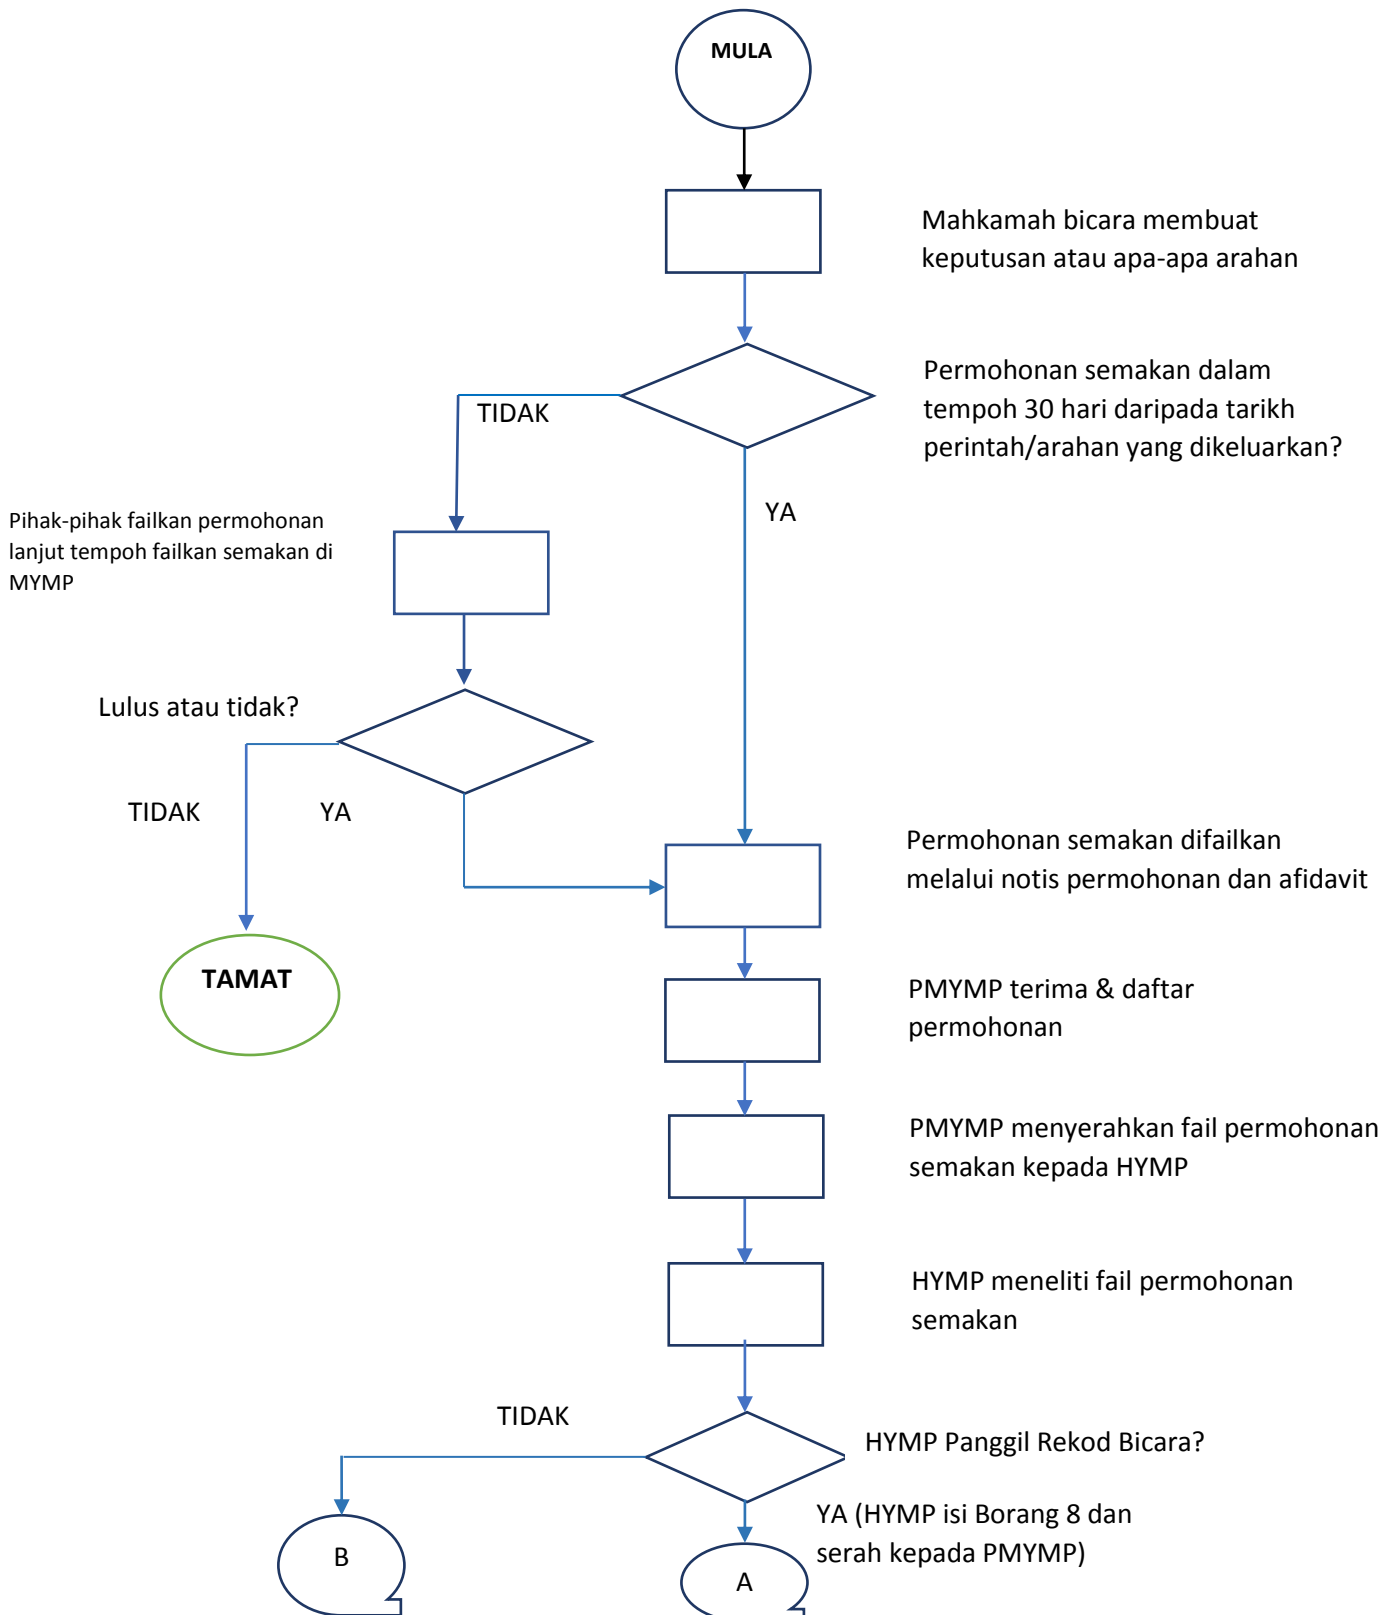 MULA
Mahkamah bicara membuat
keputusan atau apa-apa arahan
Permohonan semakan dalam
tempoh 30 hari daripada tarikh
perintah/arahan yang dikeluarkan?
TIDAK
YA
Pihak-pihak failkan permohonan
lanjut tempoh failkan semakan di
MYMP
Lulus atau tidak?
TIDAK
YA
Permohonan semakan difailkan
melalui notis permohonan dan afidavit
TAMAT
PMYMP terima & daftar
permohonan
PMYMP menyerahkan fail permohonan
semakan kepada HYMP
HYMP meneliti fail permohonan
semakan
TIDAK
HYMP Panggil Rekod Bicara?
YA (HYMP isi Borang 8 dan
serah kepada PMYMP)
B
A